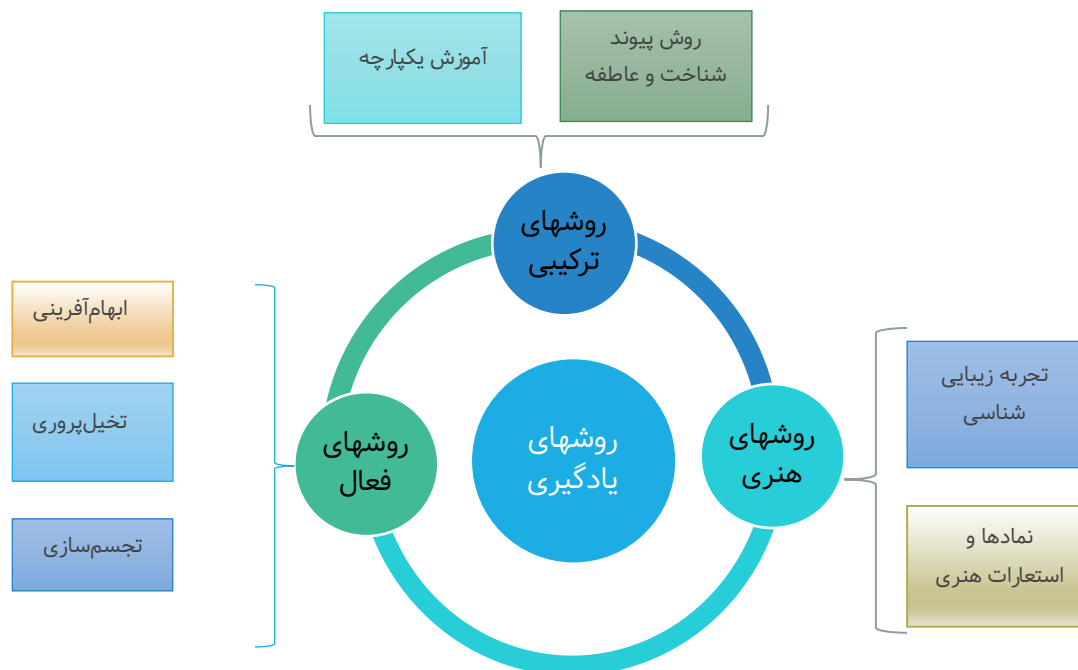 روش پیوند
شناخت و عاطفه
آموزش یکپارچه
روشهای
ترکیبی
تجربه زیبایی
شناسی
نمادها و
استعارات هنری
روشهای
هنری
روشهای
یادگیری
روشهای
فعال
ابهام‌آفرینی
تخیل‌پروری
تجسم‌سازی